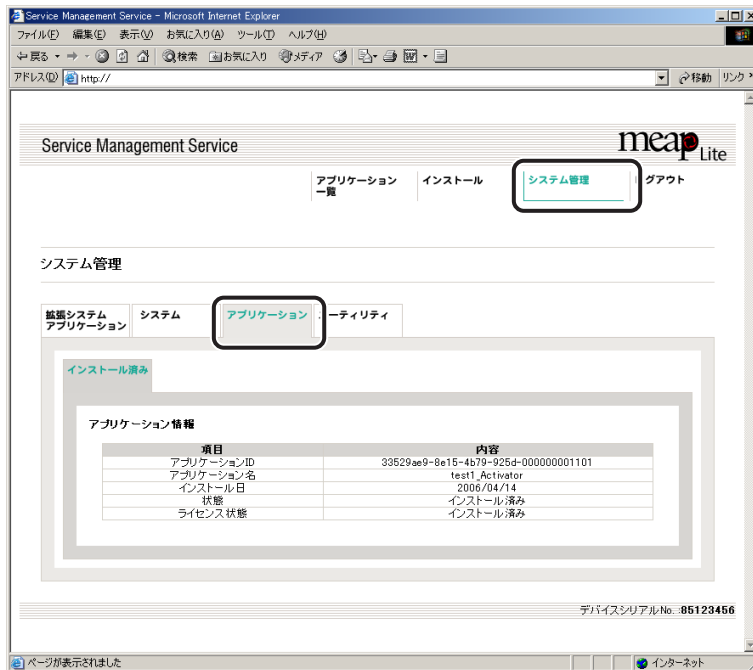 Service Management Service - Microsoft Internet Explorer
ファイル(F) 編集(E) 表示(V) お気に入り(A) ツール(T) ヘルプ(H)
戻る 検索 お気に入り メディア
アドレス(D) http:// 移動 リンク
Service Management Service
meap Lite
アプリケーション
一覧
インストール
システム管理
グアウト
システム管理
拡張システム
アプリケーション
システム
アプリケーション
ーティリティ
インストール済み
アプリケーション情報
項目 内容
アプリケーションID 33529ae9-8e15-4b79-925d-000000001101
アプリケーション名 test1_Activator
インストール日 2006/04/14
状態 インストール済み
ライセンス状態 インストール済み
デバイスシリアルNo. :85123456
ページが表示されました インターネット